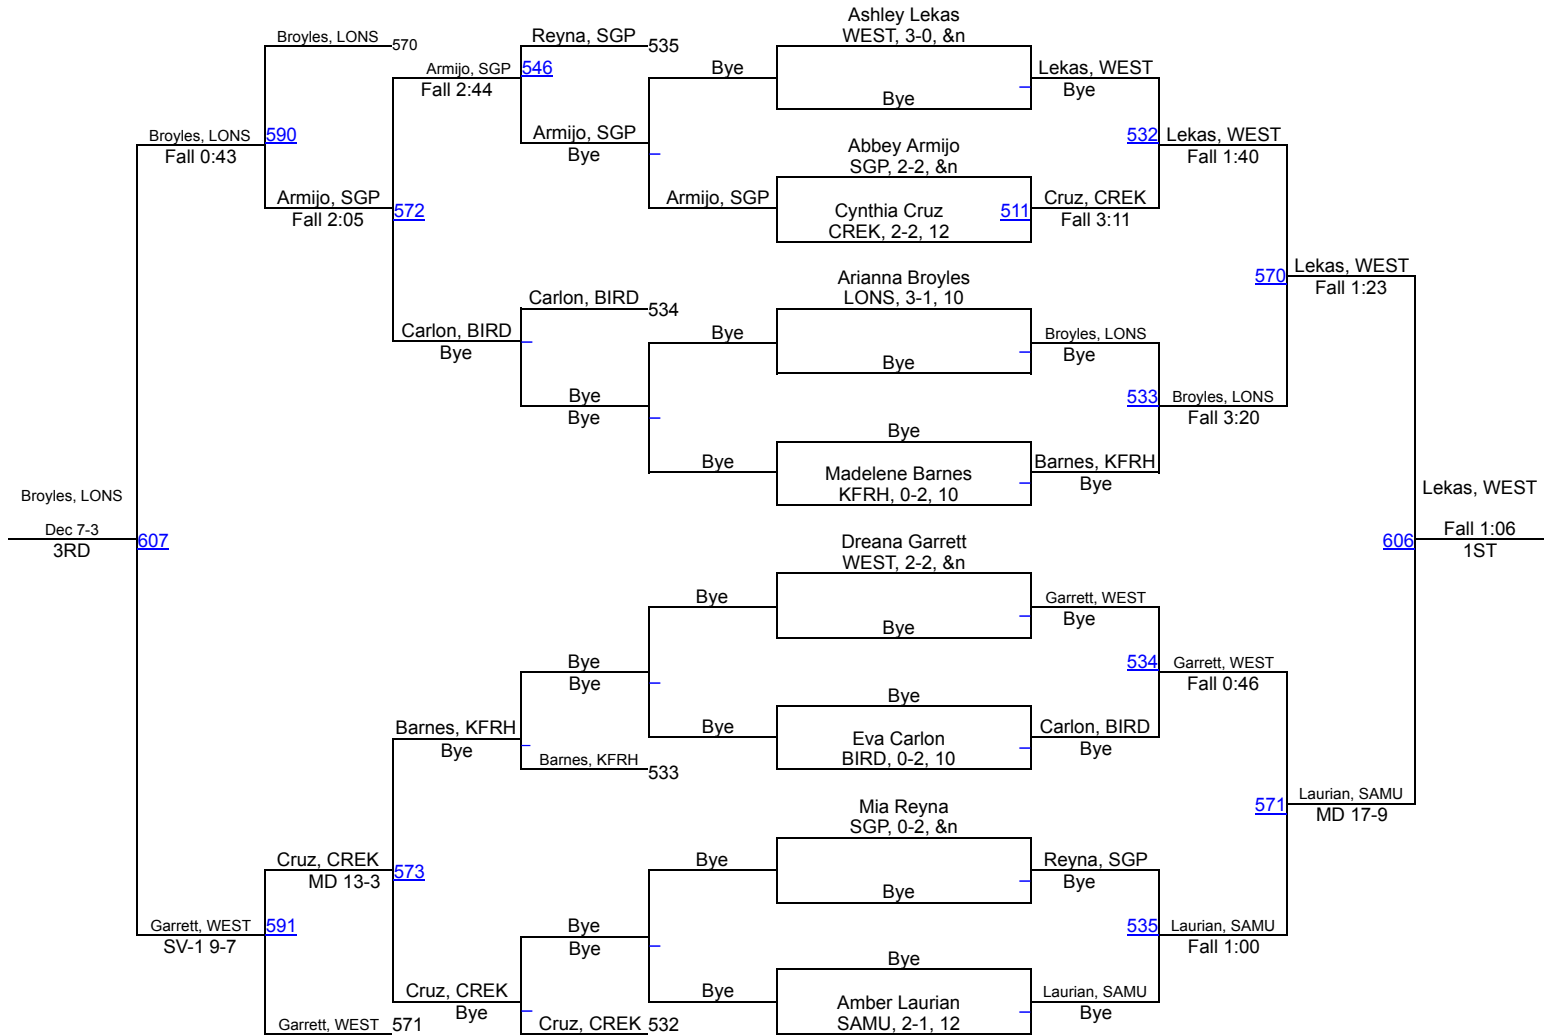 Ashley Lekas
Broyles, LONS 570 Reyna, SGP 535 WEST, 3-0, &n
Armijo, SGP 546 Bye Lekas, WEST
Fall 2:44 Bye Bye
Broyles, LONS 590 Armijo, SGP 532 Lekas, WEST
Fall 0:43 Bye Abbey Armijo Fall 1:40
SGP, 2-2, &n
Armijo, SGP 572 Armijo, SGP Cynthia Cruz 511 Cruz, CREK
Fall 2:05 CREK, 2-2, 12 Fall 3:11
Arianna Broyles 570 Lekas, WEST
Carlon, BIRD 534 LONS, 3-1, 10 Fall 1:23
Carlon, BIRD Bye Broyles, LONS
Bye Bye Bye
Bye 533 Broyles, LONS
Bye Fall 3:20
Bye
Bye Madelene Barnes Barnes, KFRH
KFRH, 0-2, 10 Bye
Broyles, LONS Lekas, WEST
Dec 7-3 607 606 Fall 1:06
3RD 1ST
Dreana Garrett
WEST, 2-2, &n
Bye Garrett, WEST
Bye Bye
Bye 534 Garrett, WEST
Bye Fall 0:46
Bye
Barnes, KFRH Bye Eva Carlon Carlon, BIRD
Bye BIRD, 0-2, 10 Bye
Barnes, KFRH 533
Mia Reyna 571 Laurian, SAMU
SGP, 0-2, &n MD 17-9
Cruz, CREK 573 Bye Reyna, SGP
MD 13-3 Bye Bye
Garrett, WEST 591 Bye 535 Laurian, SAMU
SV-1 9-7 Bye Fall 1:00
Bye
Cruz, CREK Bye Amber Laurian Laurian, SAMU
Bye SAMU, 2-1, 12 Bye
Garrett, WEST 571 Cruz, CREK 532